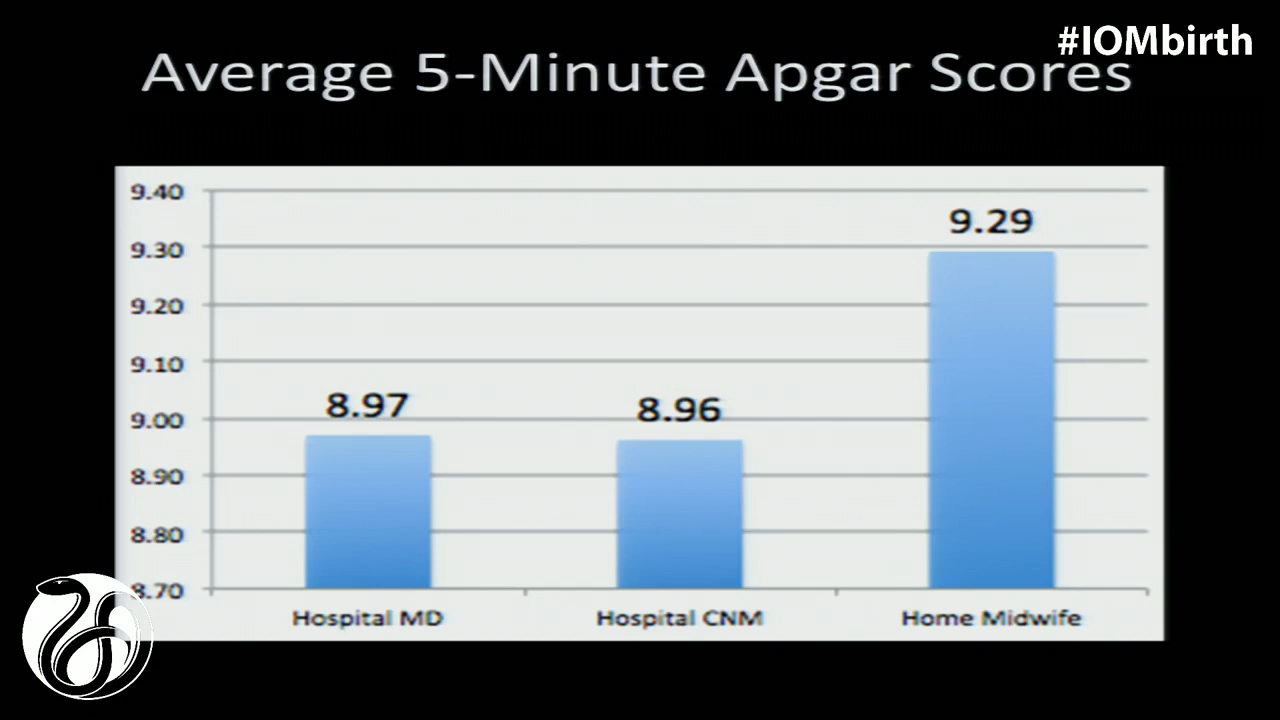 #IOMbirth
Average 5-Minute Apgar Scores
9.40
9.30
9.20
9.10
9.00
8.90
8.80
8.70
8.97
8.96
9.29
Hospital MD
Hospital CNM
Home Midwife